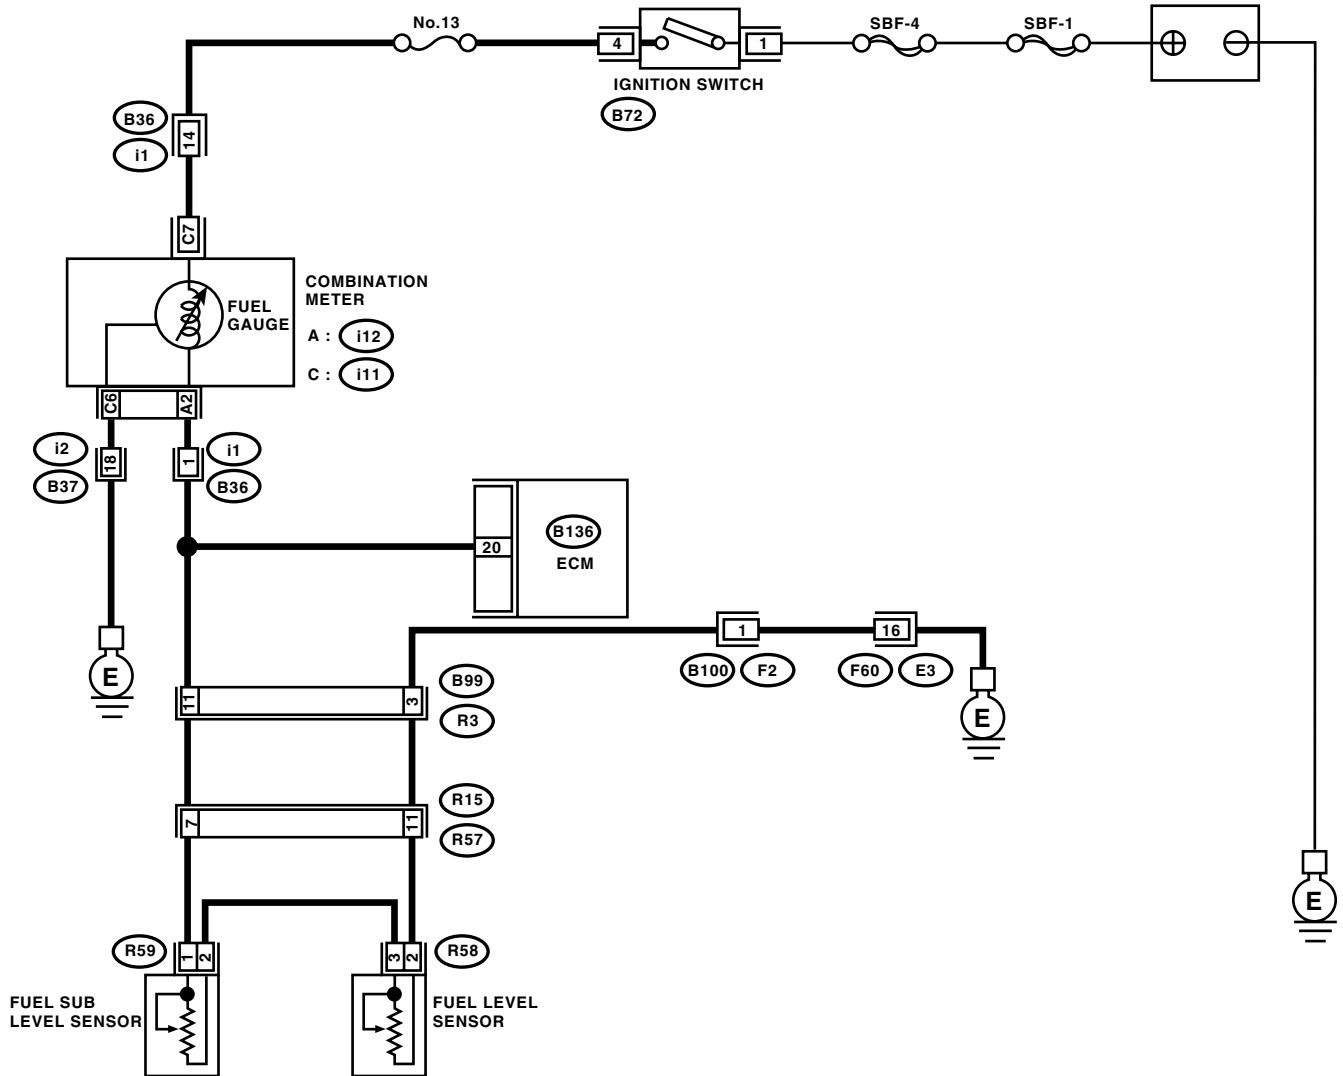 No.13
SBF-4
SBF-1
4
1
IGNITION SWITCH
B72
B36
14
i1
C7
COMBINATION
METER
FUEL
GAUGE
A : i12
C : i11
C6
A2
i2
18
1
i1
B37
B36
B136
20
ECM
1
16
B100
F2
F60
E3
E
E
B99
11
3
R3
R15
7
11
R57
E
R59
1
2
3
2
R58
FUEL SUB
LEVEL SENSOR
FUEL LEVEL
SENSOR